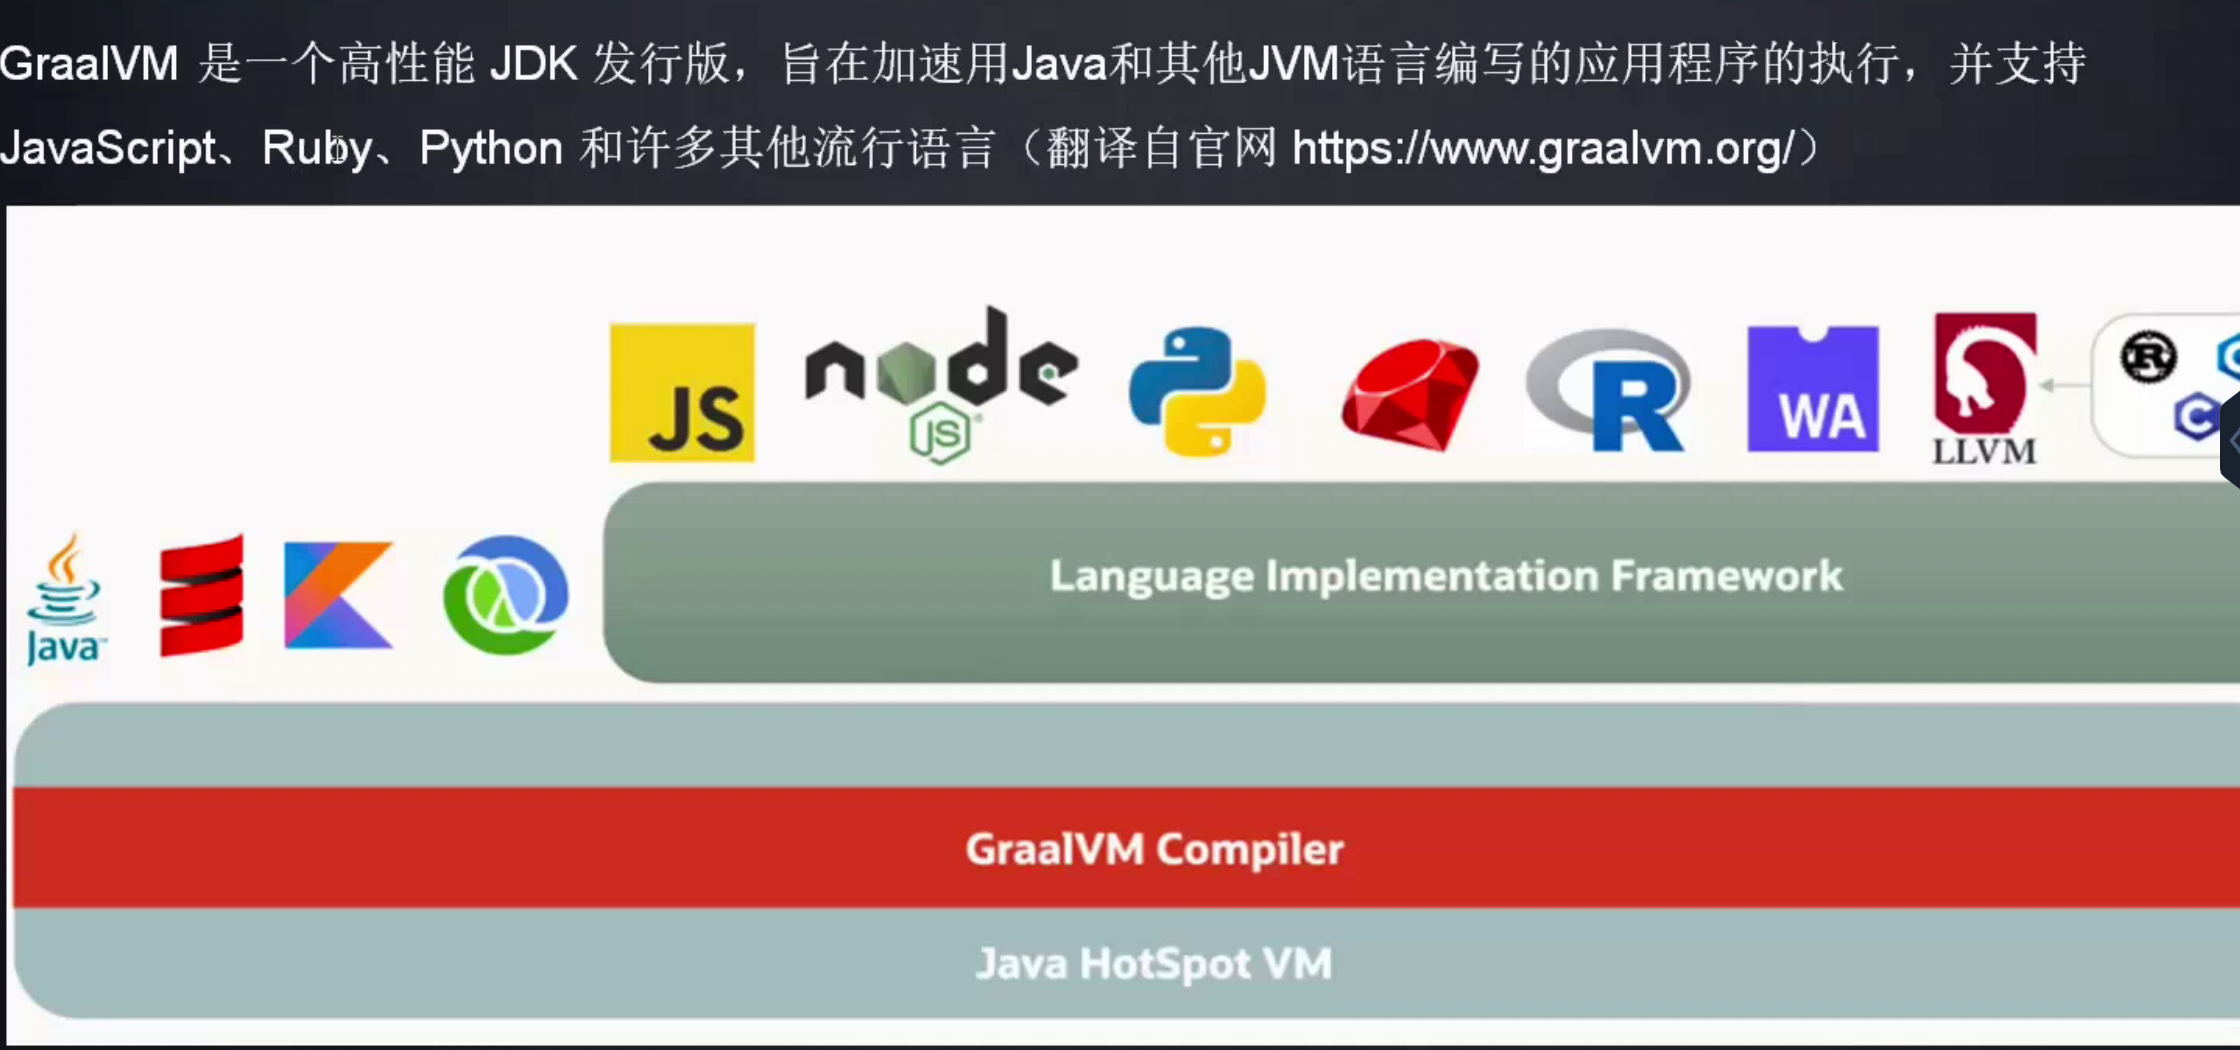 GraalVM 是一个高性能 JDK 发行版，旨在加速用Java和其他JVM语言编写的应用程序的执行，并支持
JavaScript、Ruby、Python 和许多其他流行语言（翻译自官网 https://www.graalvm.org/）
JS
node
JS
R
WA
LLVM
R
C
C
Java
Language Implementation Framework
GraalVM Compiler
Java HotSpot VM